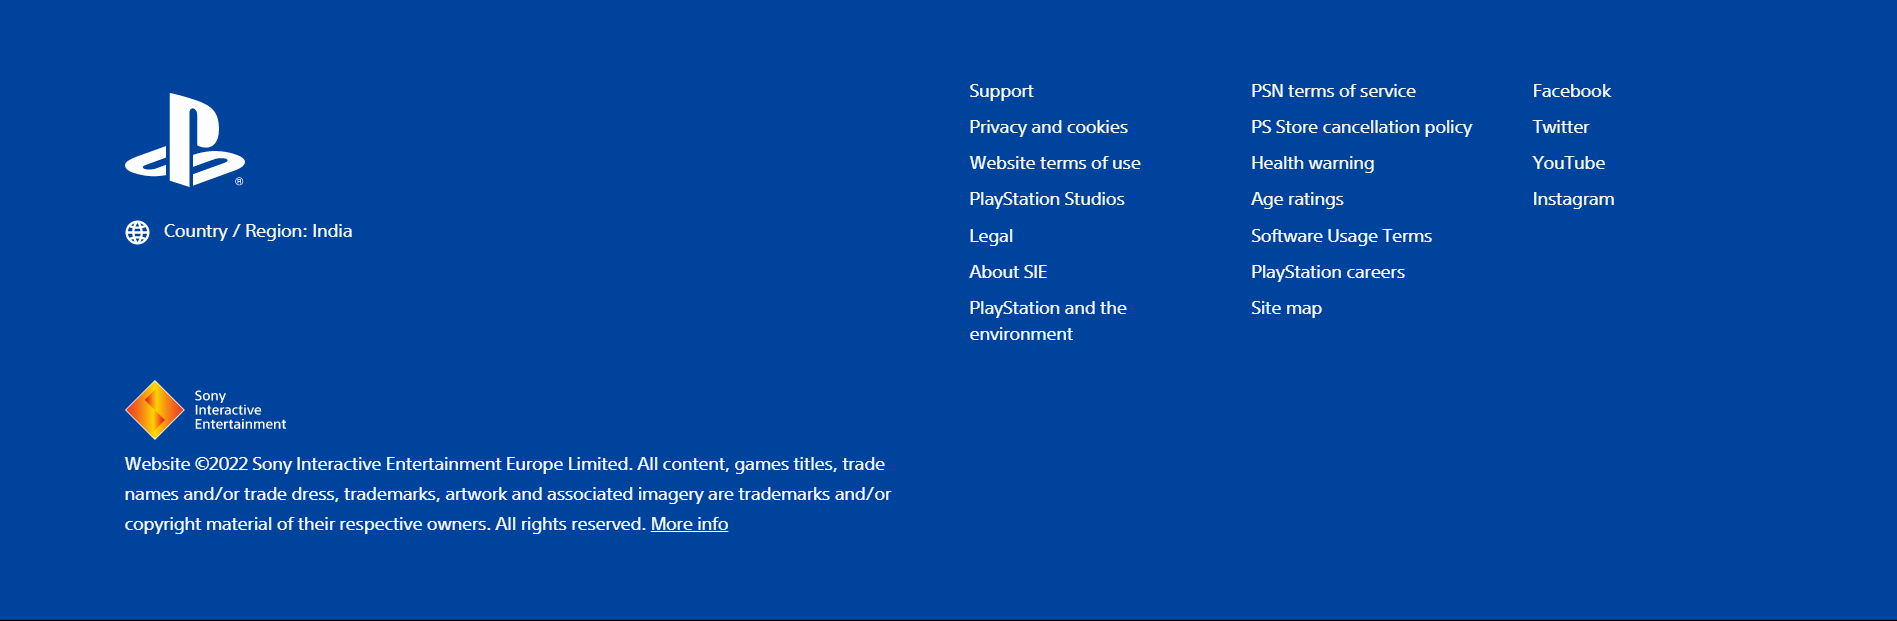 ®
Country / Region: India
Support
Privacy and cookies
Website terms of use
PlayStation Studios
Legal
About SIE
PlayStation and the
environment
PSN terms of service
PS Store cancellation policy
Health warning
Age ratings
Software Usage Terms
PlayStation careers
Site map
Facebook
Twitter
YouTube
Instagram
Sony
Interactive
Entertainment
Website ©2022 Sony Interactive Entertainment Europe Limited. All content, games titles, trade
names and/or trade dress, trademarks, artwork and associated imagery are trademarks and/or
copyright material of their respective owners. All rights reserved. More info